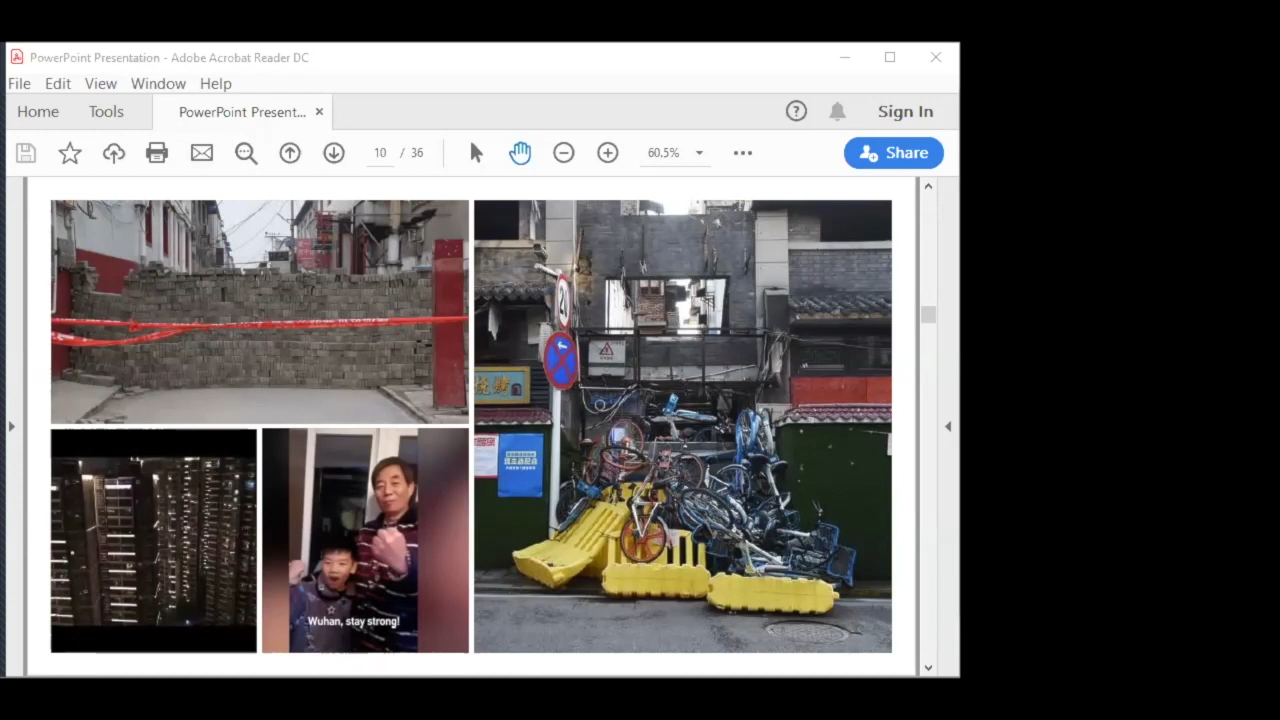 PowerPoint Presentation - Adobe Acrobat Reader DC
File Edit View Window Help
Home Tools PowerPoint Present... × ? Sign In
10 / 36 60,5% Share
Wuhan, stay strong!